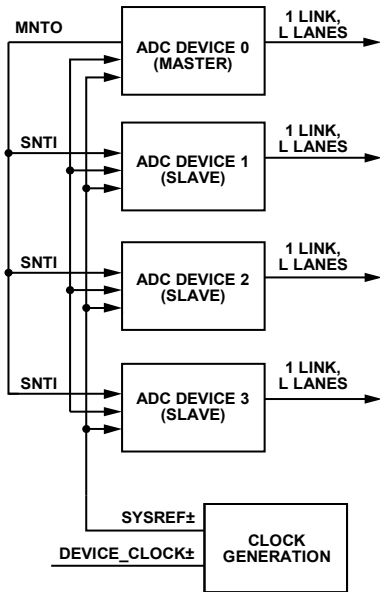 MNTO
ADC DEVICE 0
(MASTER)
1 LINK,
L LANES
SNTI
ADC DEVICE 1
(SLAVE)
1 LINK,
L LANES
SNTI
ADC DEVICE 2
(SLAVE)
1 LINK,
L LANES
SNTI
ADC DEVICE 3
(SLAVE)
1 LINK,
L LANES
SYSREF±
DEVICE_CLOCK±
CLOCK
GENERATION